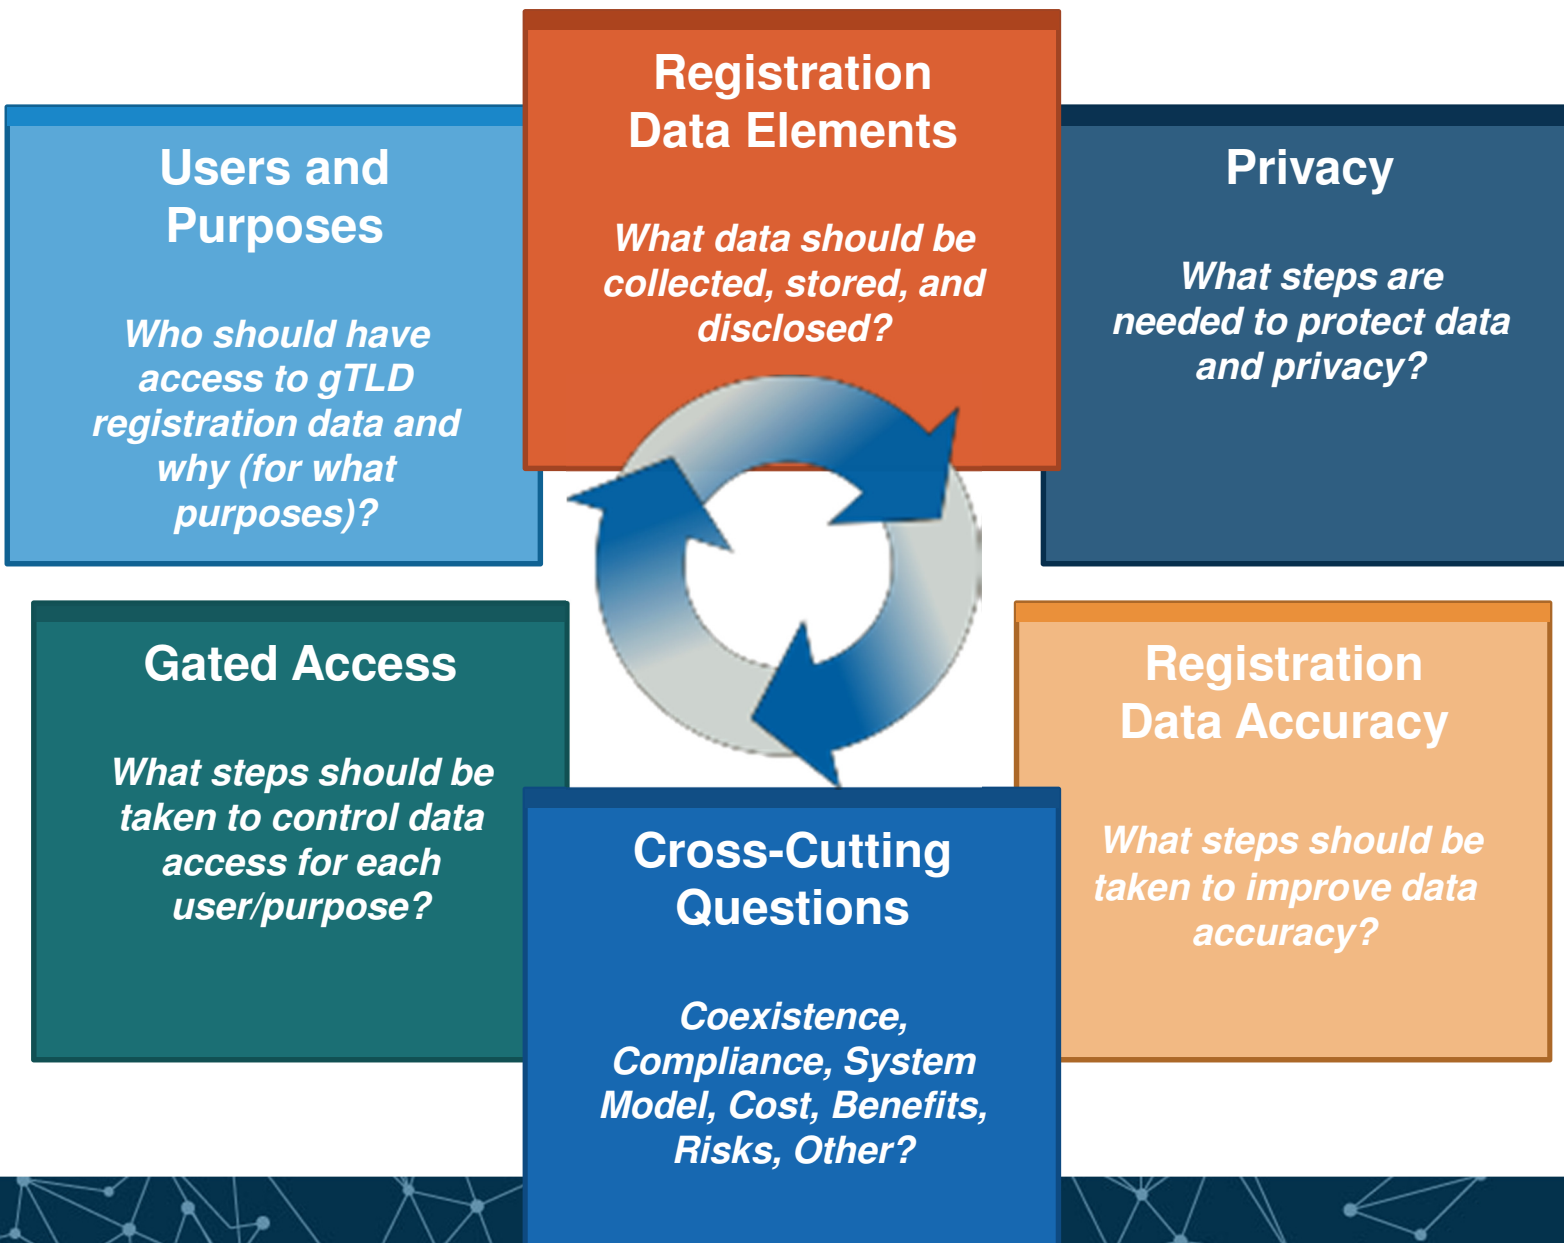 Registration
Data Elements
What data should be
collected, stored, and
disclosed?
Users and
Purposes
Who should have
access to gTLD
registration data and
why (for what
purposes)?
Privacy
What steps are
needed to protect data
and privacy?
Gated Access
What steps should be
taken to control data
access for each
user/purpose?
Registration
Data Accuracy
What steps should be
taken to improve data
accuracy?
Cross-Cutting
Questions
Coexistence,
Compliance, System
Model, Cost, Benefits,
Risks, Other?